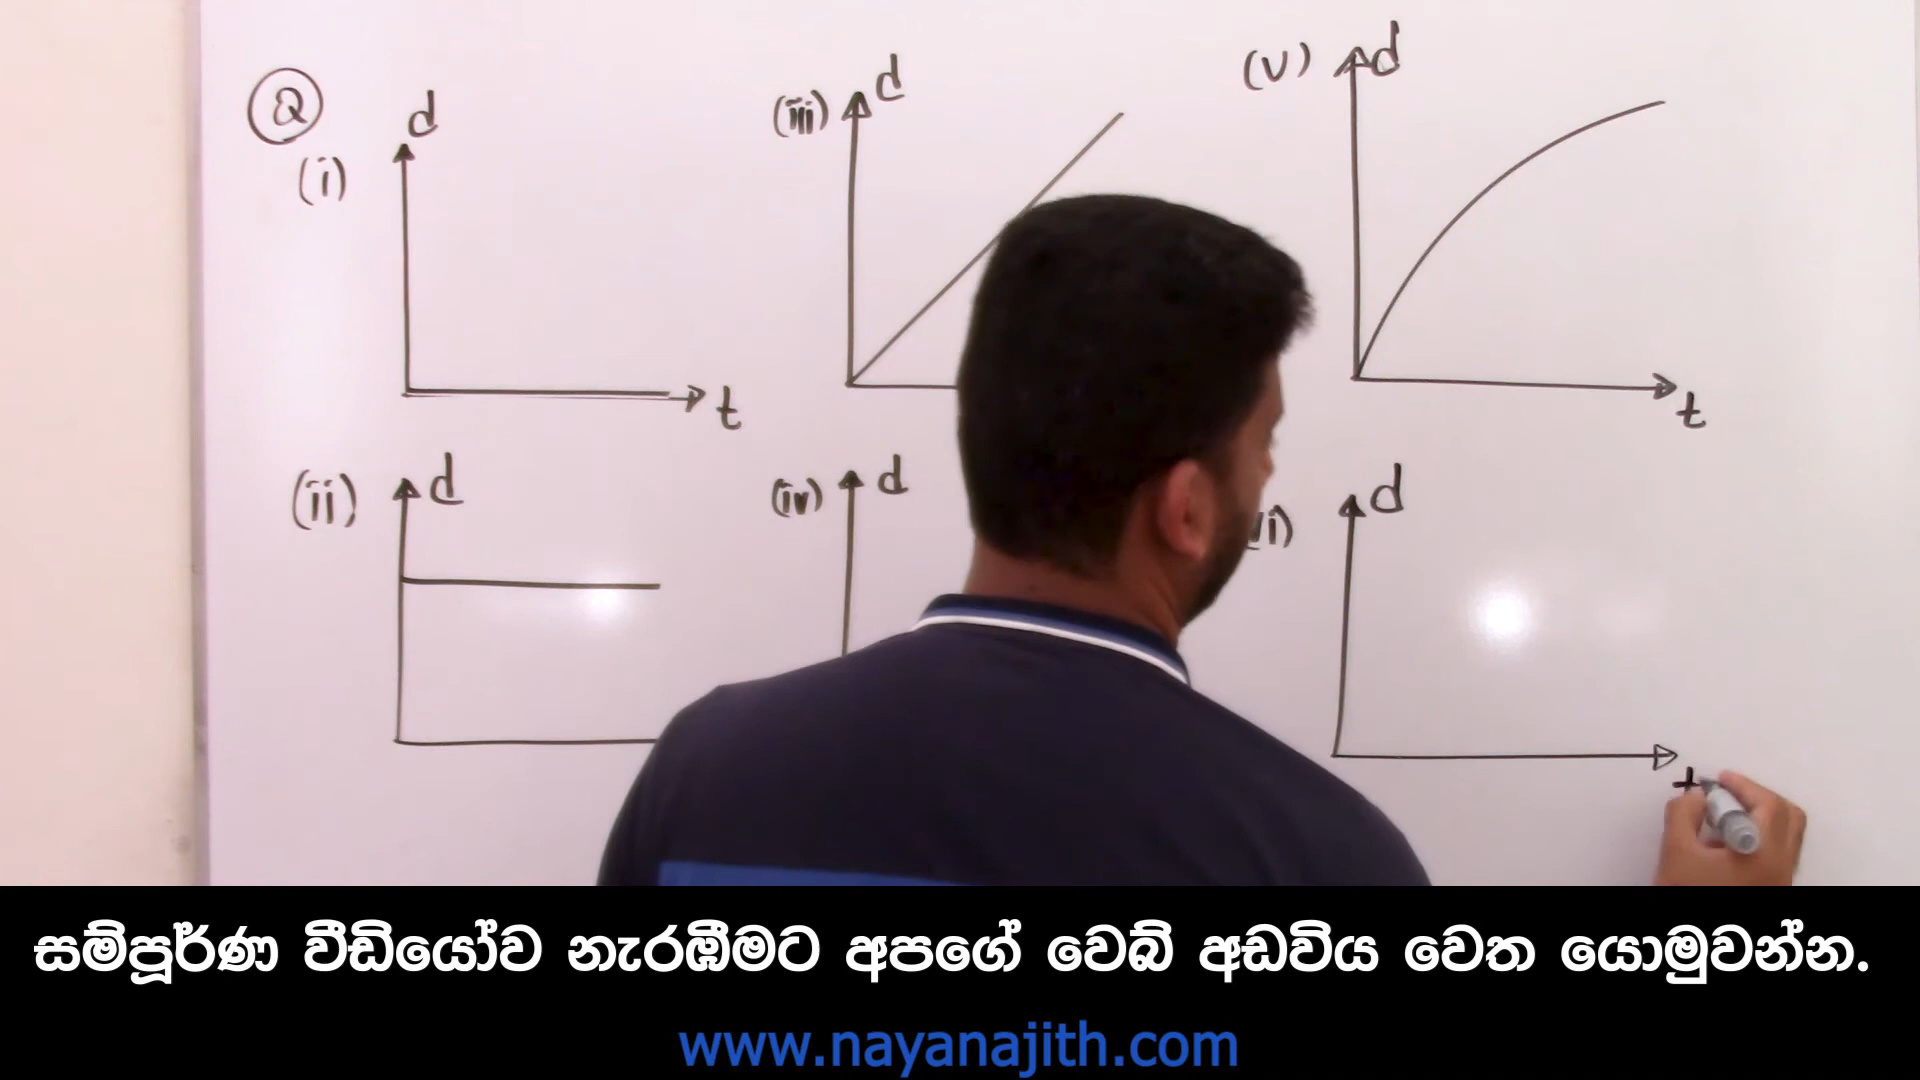 Q
(i) d
t
(ii) d
(iii) d
(iv) d
(v) d
t
d
සම්පූර්ණ වීඩියෝව නැරඹීමට අපගේ වෙබ් අඩවිය වෙත යොමුවන්න.
www.nayanajith.com